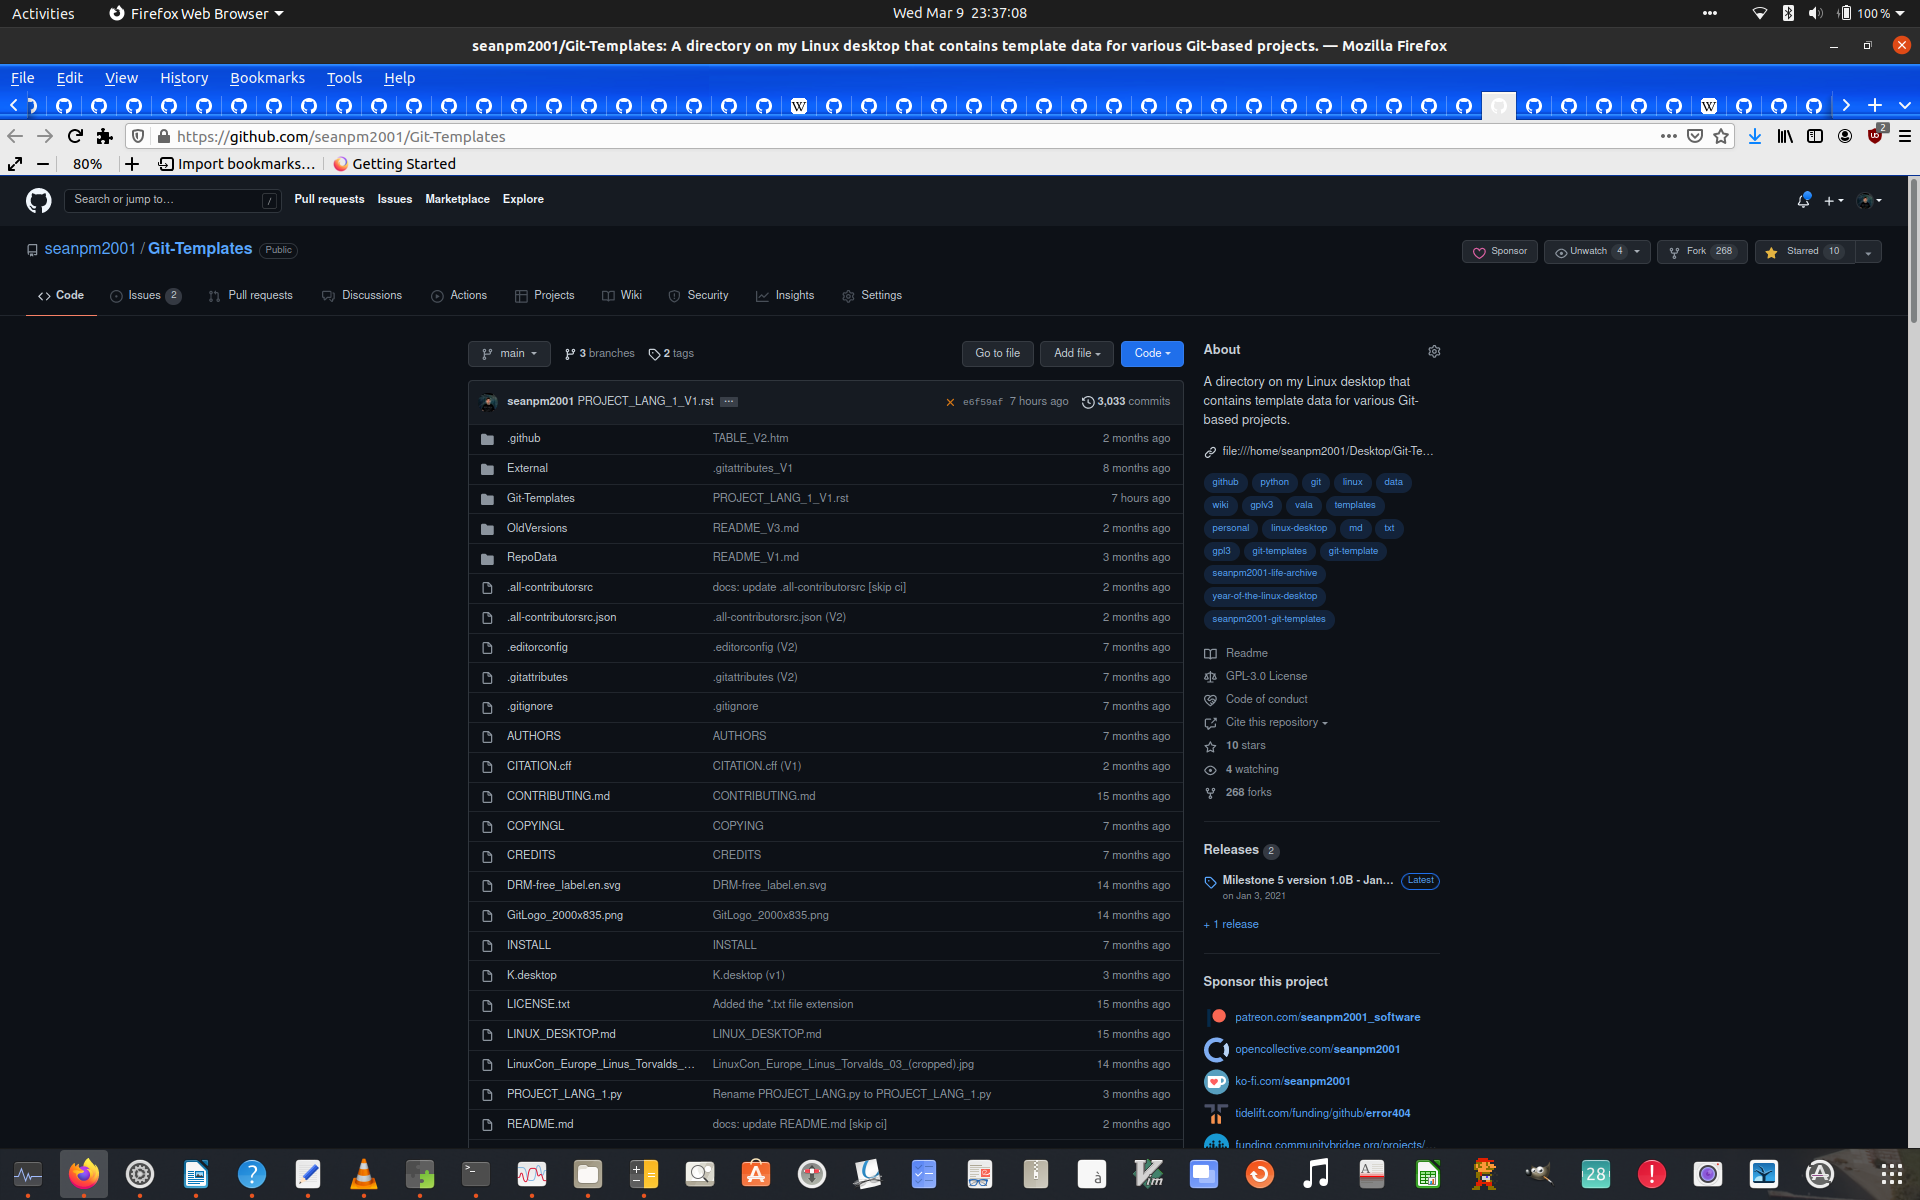 Activities Firefox Web Browser Wed Mar 9 23:37:08 100 %
seanpm2001/Git-Templates: A directory on my Linux desktop that contains template data for various Git-based projects. — Mozilla Firefox
File Edit View History Bookmarks Tools Help
https://github.com/seanpm2001/Git-Templates 2
80% Import bookmarks… Getting Started
Search or jump to… / Pull requests Issues Marketplace Explore
seanpm2001 / Git-Templates Public Sponsor Unwatch 4 Fork 268 Starred 10
Code Issues 2 Pull requests Discussions Actions Projects Wiki Security Insights Settings
main 3 branches 2 tags Go to file Add file Code
seanpm2001 PROJECT_LANG_1_V1.rst ... e6f59af 7 hours ago 3,033 commits
.github TABLE_V2.htm 2 months ago
External .gitattributes_V1 8 months ago
Git-Templates PROJECT_LANG_1_V1.rst 7 hours ago
OldVersions README_V3.md 2 months ago
RepoData README_V1.md 3 months ago
.all-contributorsrc docs: update .all-contributorsrc [skip ci] 2 months ago
.all-contributorsrc.json .all-contributorsrc.json (V2) 2 months ago
.editorconfig .editorconfig (V2) 7 months ago
.gitattributes .gitattributes (V2) 7 months ago
.gitignore .gitignore 7 months ago
AUTHORS AUTHORS 7 months ago
CITATION.cff CITATION.cff (V1) 2 months ago
CONTRIBUTING.md CONTRIBUTING.md 15 months ago
COPYINGL COPYING 7 months ago
CREDITS CREDITS 7 months ago
DRM-free_label.en.svg DRM-free_label.en.svg 14 months ago
GitLogo_2000x835.png GitLogo_2000x835.png 14 months ago
INSTALL INSTALL 7 months ago
K.desktop K.desktop (v1) 3 months ago
LICENSE.txt Added the *.txt file extension 15 months ago
LINUX_DESKTOP.md LINUX_DESKTOP.md 15 months ago
LinuxCon_Europe_Linus_Torvalds_... LinuxCon_Europe_Linus_Torvalds_03_(cropped).jpg 14 months ago
PROJECT_LANG_1.py Rename PROJECT_LANG.py to PROJECT_LANG_1.py 3 months ago
README.md docs: update README.md [skip ci] 2 months ago
About
A directory on my Linux desktop that
contains template data for various Git-
based projects.
file:///home/seanpm2001/Desktop/Git-Te...
github python git linux data
wiki gplv3 vala templates
personal linux-desktop md txt
gpl3 git-templates git-template
seanpm2001-life-archive
year-of-the-linux-desktop
seanpm2001-git-templates
Readme
GPL-3.0 License
Code of conduct
Cite this repository
10 stars
4 watching
268 forks
Releases 2
Milestone 5 version 1.0B - Jan... Latest
on Jan 3, 2021
+ 1 release
Sponsor this project
patreon.com/seanpm2001_software
opencollective.com/seanpm2001
ko-fi.com/seanpm2001
tidelift.com/funding/github/error404
funding.communitybridge.org/projects/
28